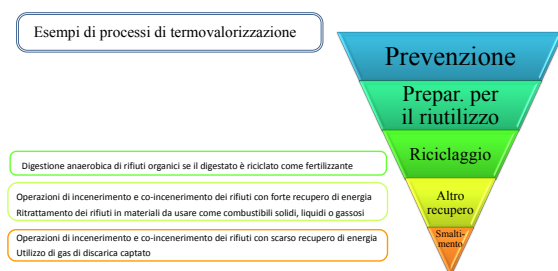 Esempi di processi di termovalorizzazione
Prevenzione
Prepar. per
il riutilizzo
Riciclaggio
Digestione anaerobica di rifiuti organici se il digestato è riciclato come fertilizzante
Altro
recupero
Operazioni di incenerimento e co-incenerimento dei rifiuti con forte recupero di energia
Ritrattamento dei rifiuti in materiali da usare come combustibili solidi, liquidi o gassosi
Smalti-
mento
Operazioni di incenerimento e co-incenerimento dei rifiuti con scarso recupero di energia
Utilizzo di gas di discarica captato